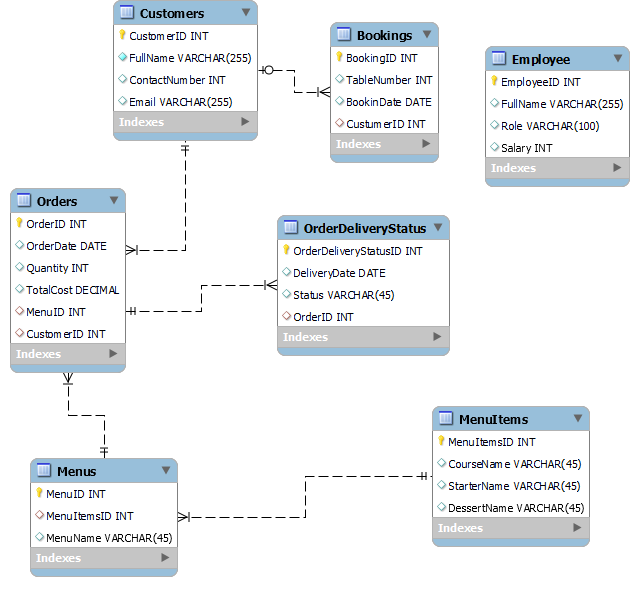 Customers
CustomerID INT
FullName VARCHAR(255)
ContactNumber INT
Email VARCHAR(255)
Indexes
Bookings
BookingID INT
TableNumber INT
BookinDate DATE
CustumerID INT
Indexes
Employee
EmployeeID INT
FullName VARCHAR(255)
Role VARCHAR(100)
Salary INT
Indexes
Orders
OrderID INT
OrderDate DATE
Quantity INT
TotalCost DECIMAL
MenuID INT
CustomerID INT
Indexes
OrderDeliveryStatus
OrderDeliveryStatusID INT
DeliveryDate DATE
Status VARCHAR(45)
OrderID INT
Indexes
Menus
MenuID INT
MenuItemsID INT
MenuName VARCHAR(45)
Indexes
MenuItems
MenuItemsID INT
CourseName VARCHAR(45)
StarterName VARCHAR(45)
DessertName VARCHAR(45)
Indexes